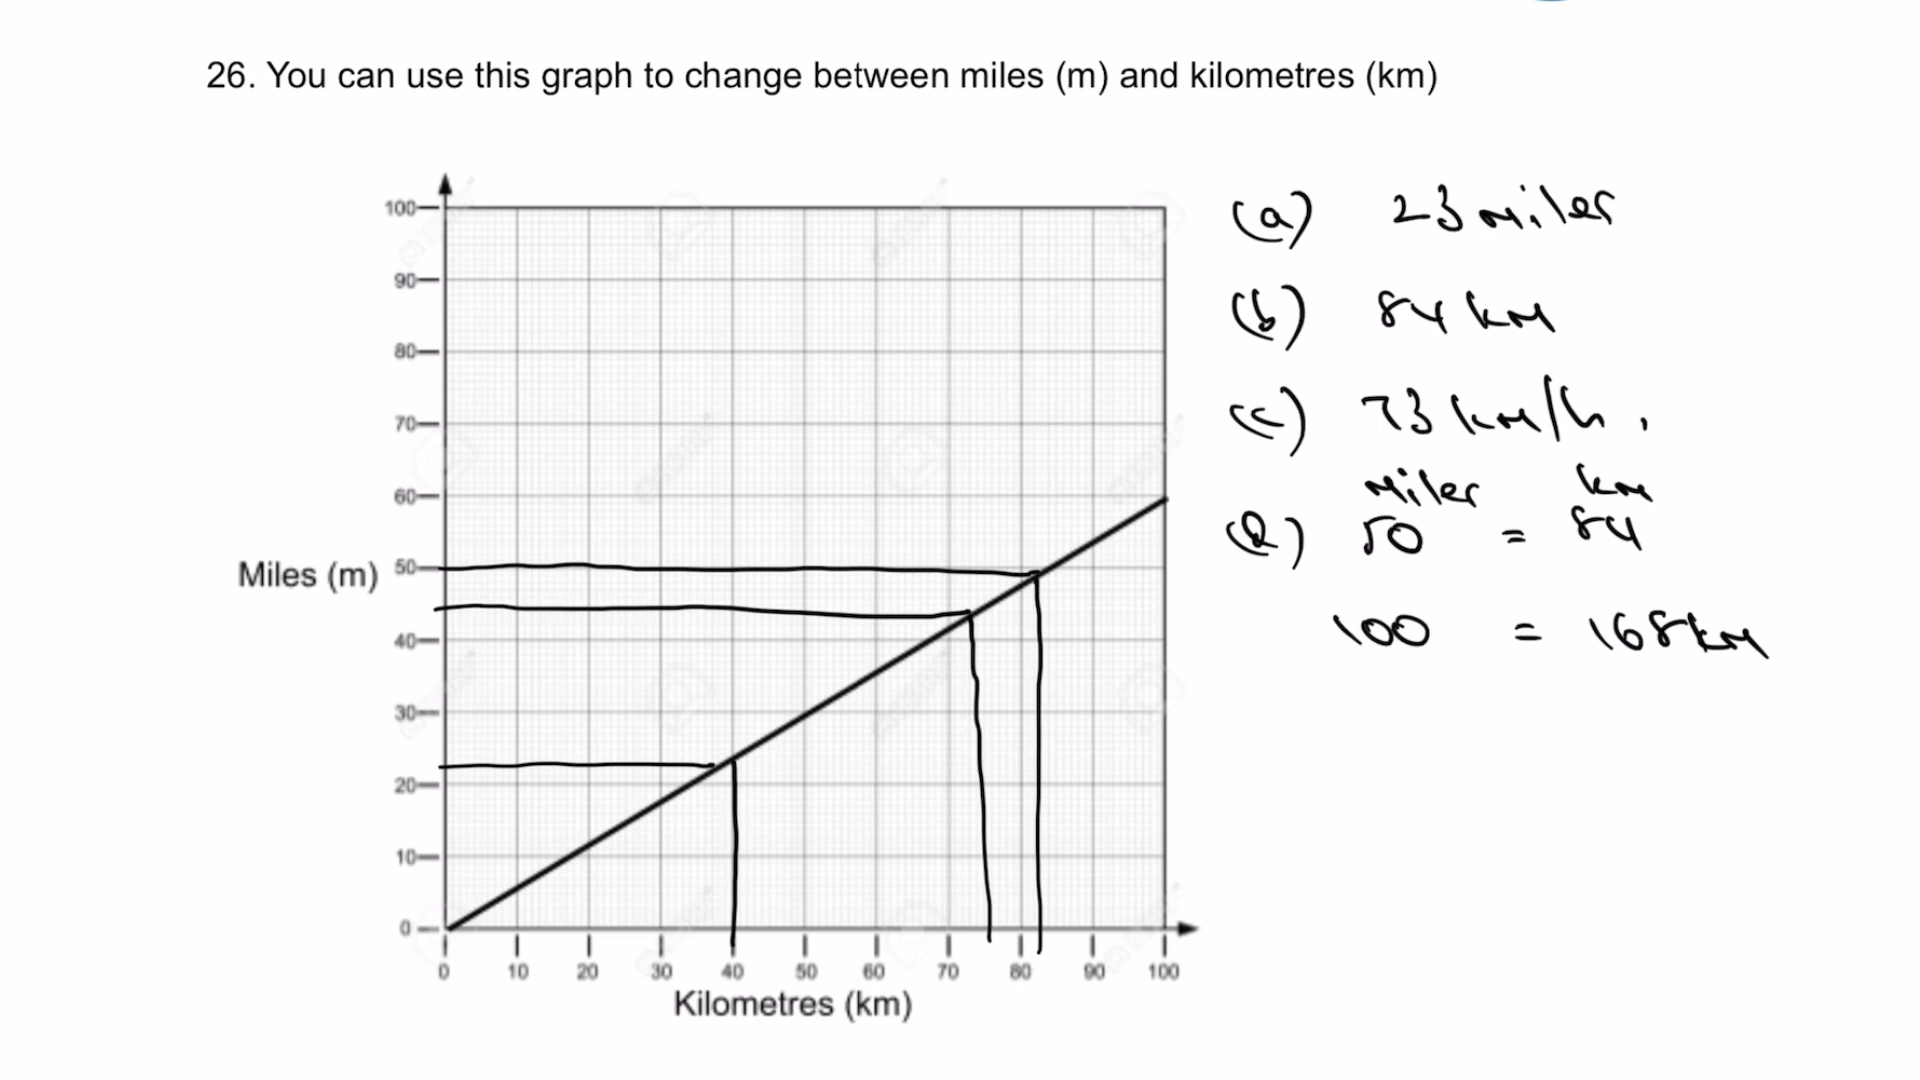 26. You can use this graph to change between miles (m) and kilometres (km)
100
90
80
70
60
50
40
30
20
10
0
Miles (m)
0 10 20 30 40 50 60 70 80 90 100
Kilometres (km)
(a) 23 miles
(b) 84 km
(c) 73 km/h.
miles km
(d) 50 = 84
100 = 168km